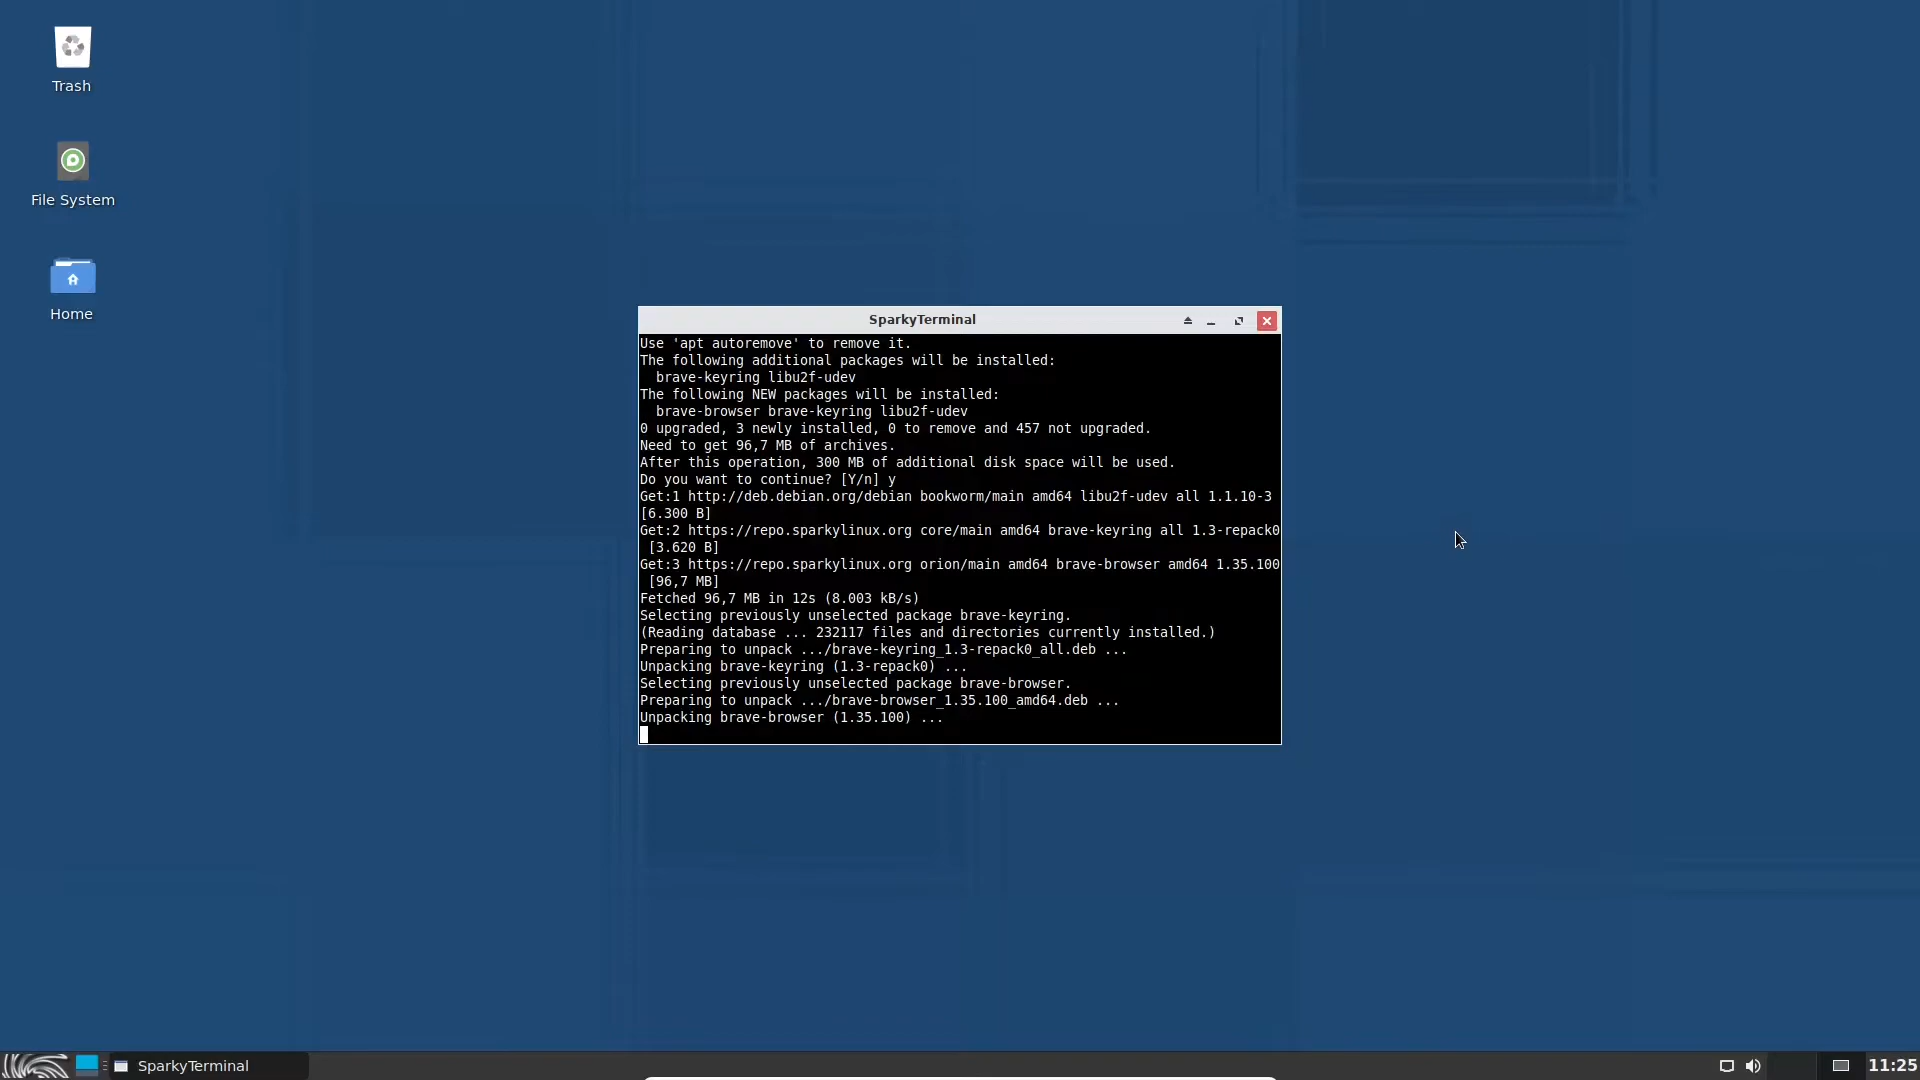 Trash
File System
Home
SparkyTerminal
Use 'apt autoremove' to remove it.
The following additional packages will be installed:
  brave-keyring libu2f-udev
The following NEW packages will be installed:
  brave-browser brave-keyring libu2f-udev
0 upgraded, 3 newly installed, 0 to remove and 457 not upgraded.
Need to get 96,7 MB of archives.
After this operation, 300 MB of additional disk space will be used.
Do you want to continue? [Y/n] y
Get:1 http://deb.debian.org/debian bookworm/main amd64 libu2f-udev all 1.1.10-3
[6.300 B]
Get:2 https://repo.sparkylinux.org core/main amd64 brave-keyring all 1.3-repack0
 [3.620 B]
Get:3 https://repo.sparkylinux.org orion/main amd64 brave-browser amd64 1.35.100
 [96,7 MB]
Fetched 96,7 MB in 12s (8.003 kB/s)
Selecting previously unselected package brave-keyring.
(Reading database ... 232117 files and directories currently installed.)
Preparing to unpack .../brave-keyring_1.3-repack0_all.deb ...
Unpacking brave-keyring (1.3-repack0) ...
Selecting previously unselected package brave-browser.
Preparing to unpack .../brave-browser_1.35.100_amd64.deb ...
Unpacking brave-browser (1.35.100) ...
SparkyTerminal
11:25